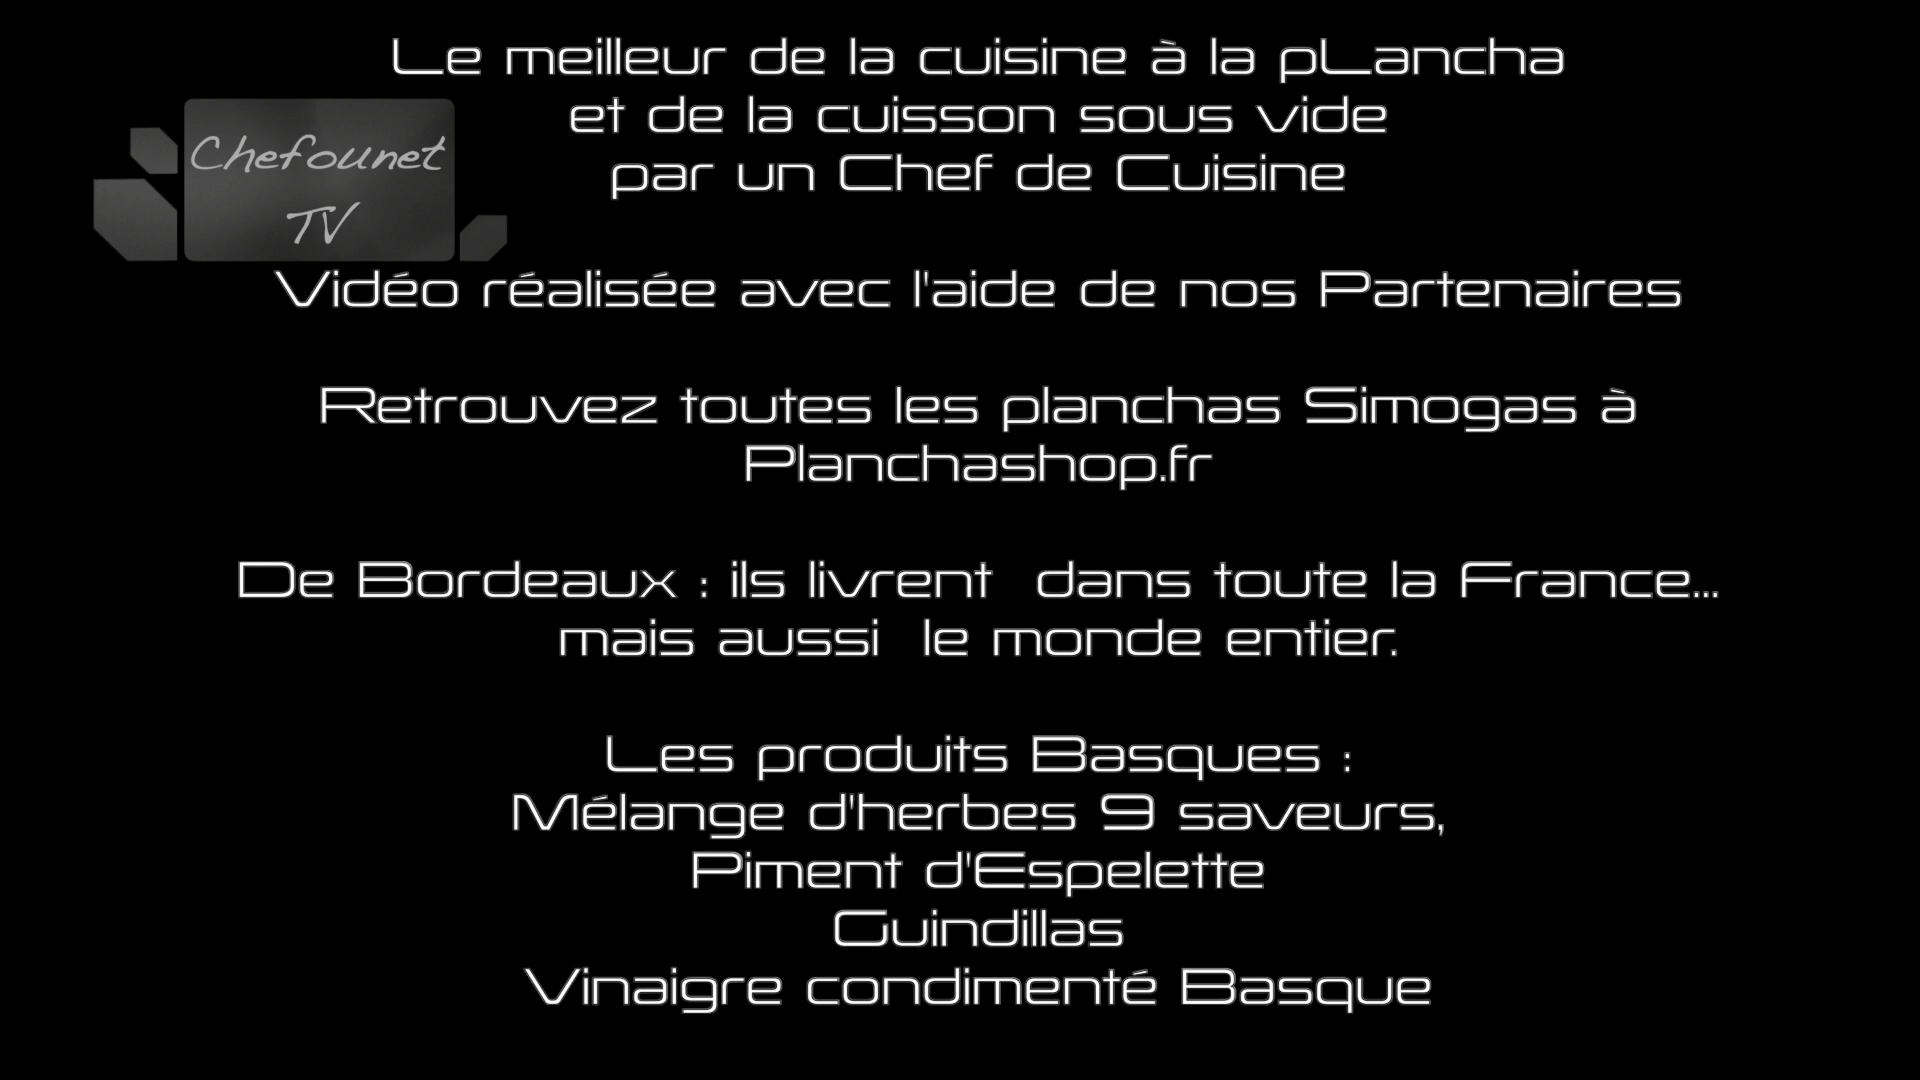 Le meilleur de la cuisine à la pLancha
et de la cuisson sous vide
par un Chef de Cuisine
Chefounet
TV
Vidéo réalisée avec l'aide de nos Partenaires
Retrouvez toutes les planchas Simogas à
Planchashop.fr
De Bordeaux : ils livrent  dans toute la France...
mais aussi  le monde entier.
Les produits Basques :
Mélange d'herbes 9 saveurs,
Piment d'Espelette
Guindillas
Vinaigre condimenté Basque